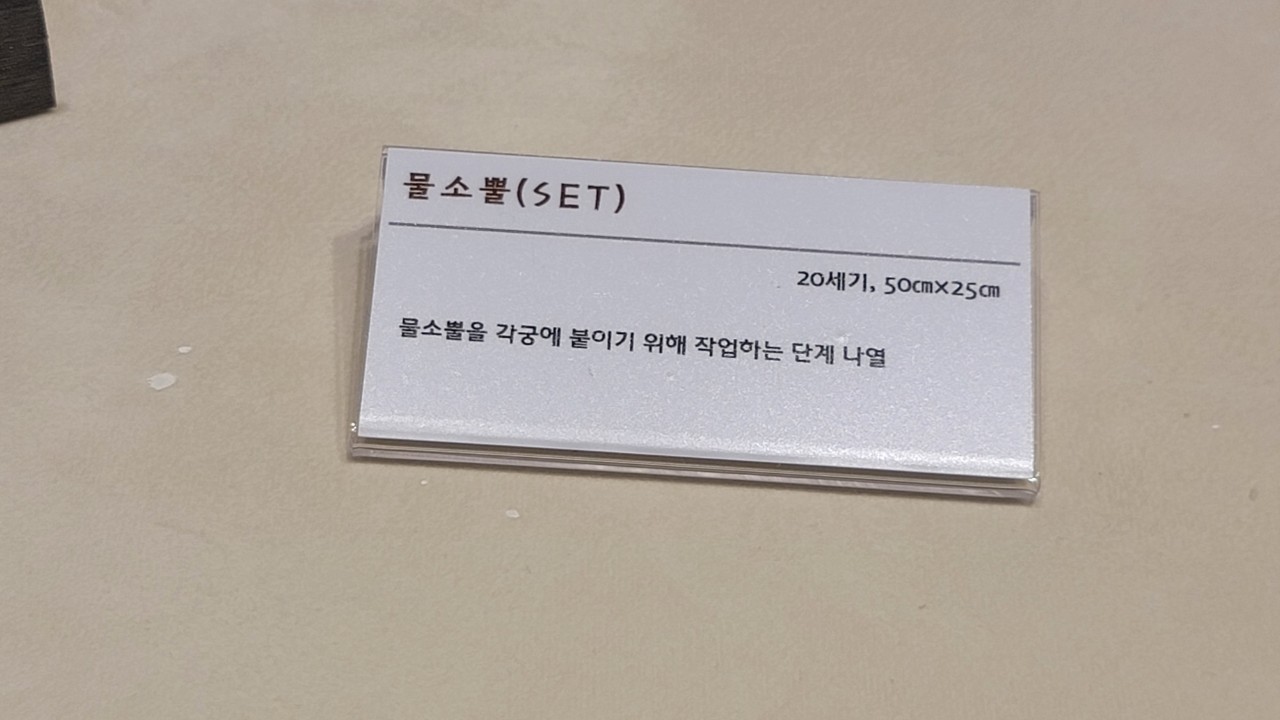 물소뿔(SET)
20세기, 50㎝×25㎝
물소뿔을 각궁에 붙이기 위해 작업하는 단계 나열